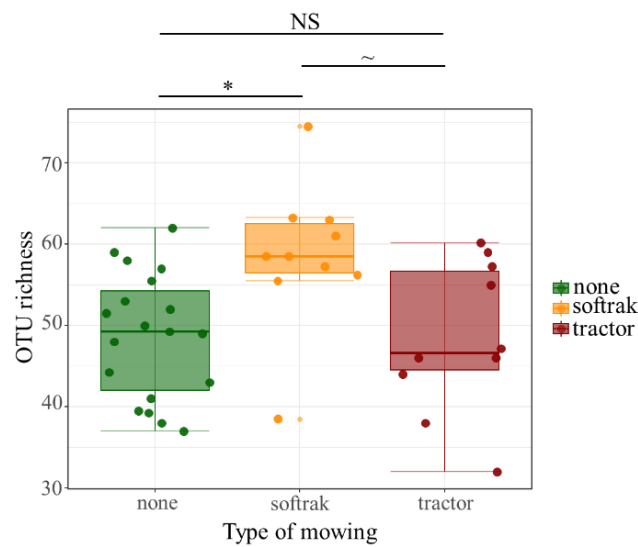 NS
~
*
OTU richness
70
60
50
40
30
none
softrak
tractor
Type of mowing
none
softrak
tractor